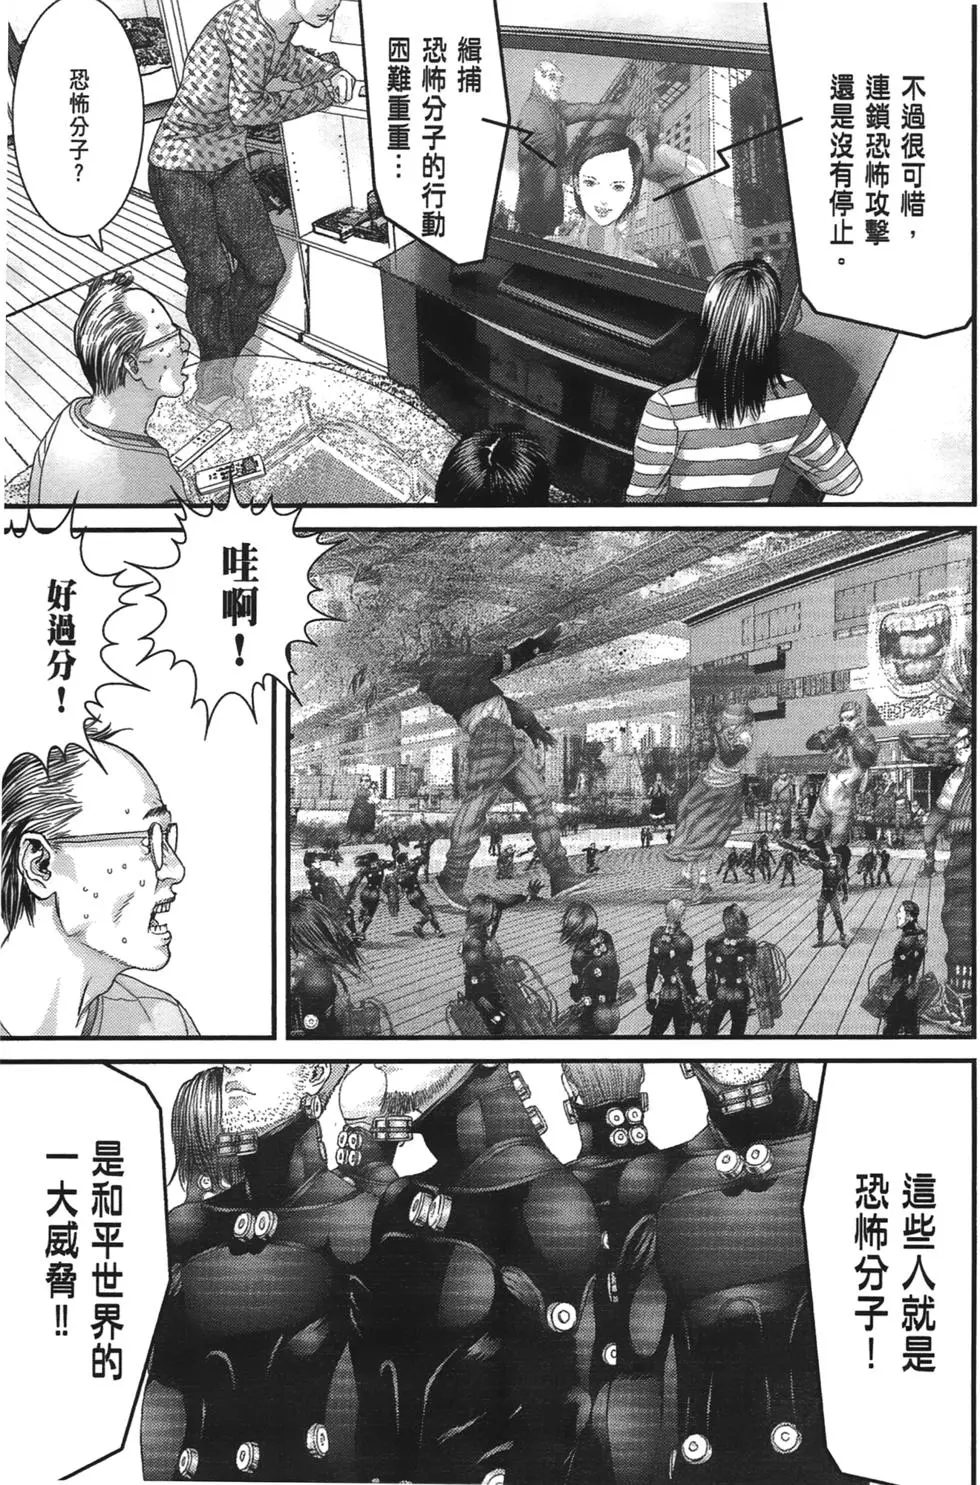 不過很可惜，
連鎖恐怖攻擊
還是沒有停止。
緝捕
恐怖分子的行動
困難重重…
恐怖分子？
哇啊！
好過分！
這些人就是
恐怖分子！
是和平世界的
一大威脅!!